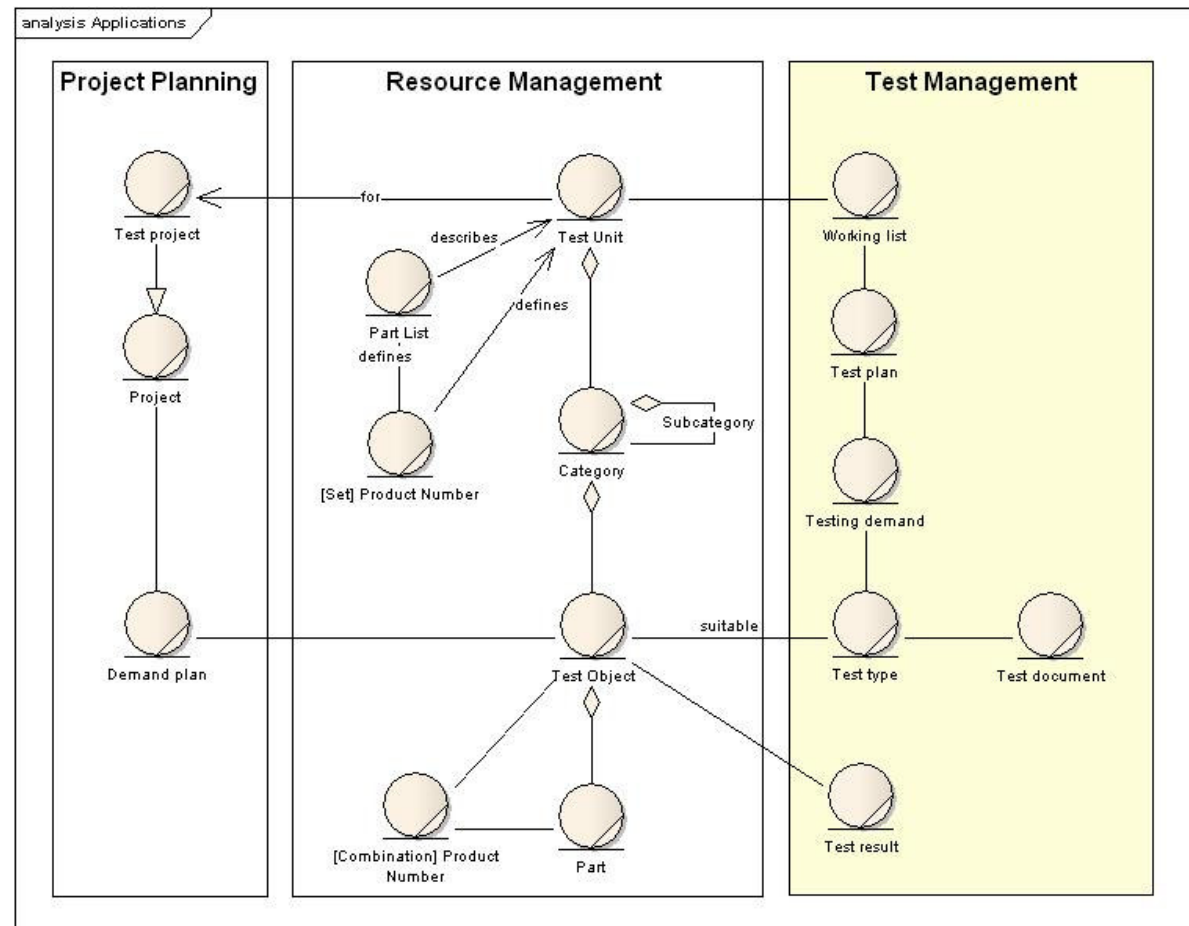 analysis Applications
Project Planning
Resource Management
Test Management
Test project
for
Test Unit
Working list
describes
defines
Part List
defines
Project
Test plan
[Set] Product Number
Category
Subcategory
Testing demand
Demand plan
Test Object
suitable
Test type
Test document
[Combination] Product
Number
Part
Test result